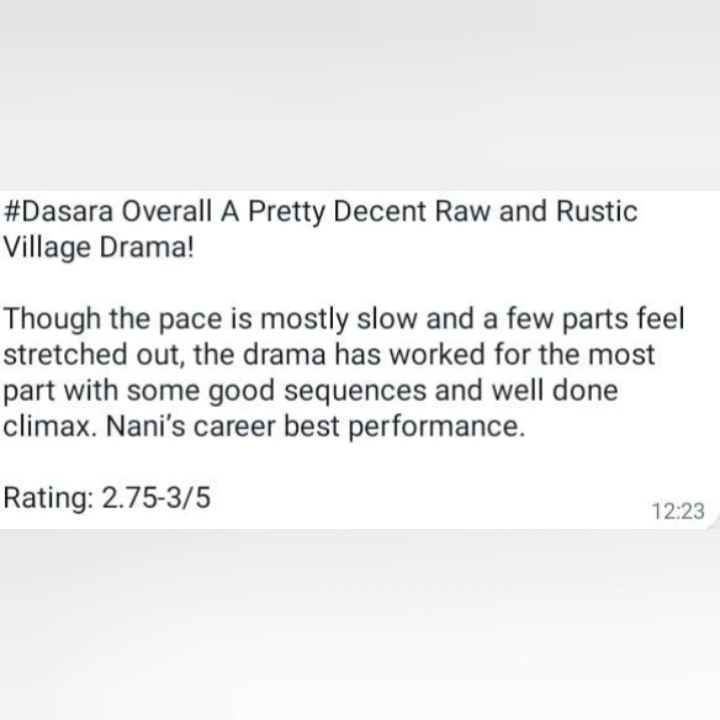 #Dasara Overall A Pretty Decent Raw and Rustic
Village Drama!
Though the pace is mostly slow and a few parts feel
stretched out, the drama has worked for the most
part with some good sequences and well done
climax. Nani's career best performance.
Rating: 2.75-3/5
12:23